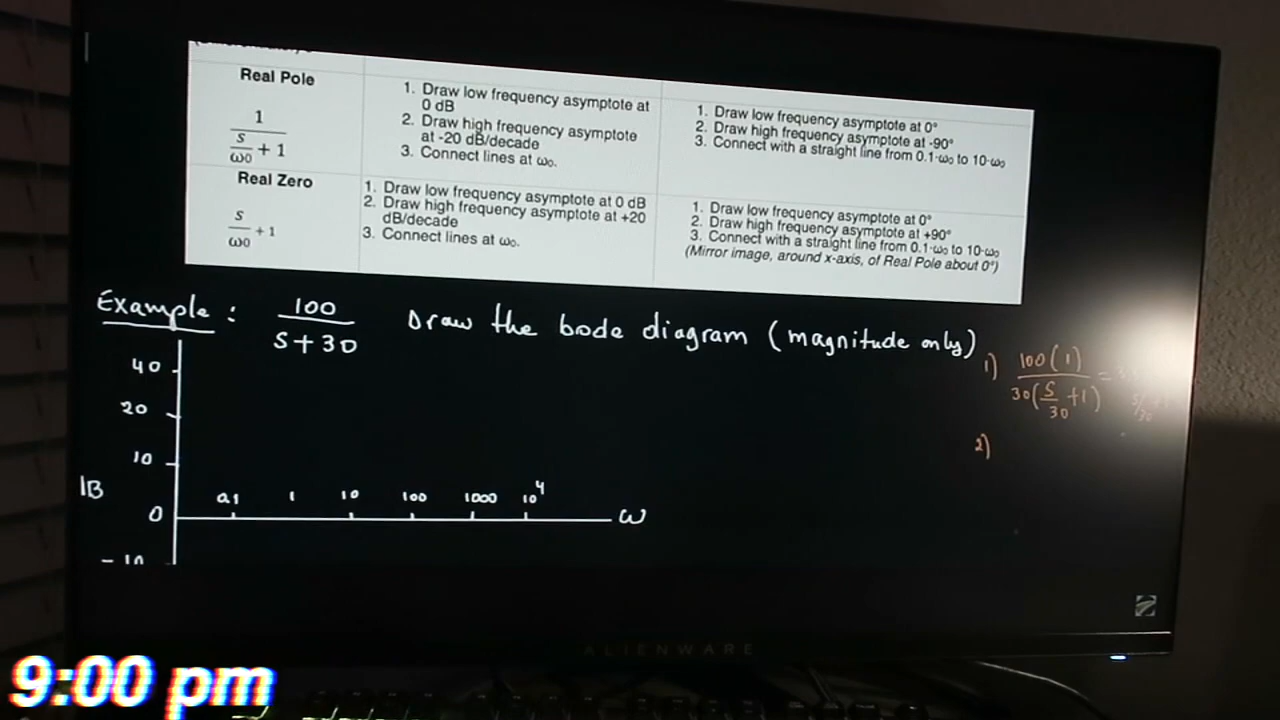 Real Pole
1
s
ω0 + 1
1. Draw low frequency asymptote at
0 dB
2. Draw high frequency asymptote
at -20 dB/decade
3. Connect lines at ω₀.
1. Draw low frequency asymptote at 0°
2. Draw high frequency asymptote at -90°
3. Connect with a straight line from 0.1·ω₀ to 10·ω₀
Real Zero
s
ω0 + 1
1. Draw low frequency asymptote at 0 dB
2. Draw high frequency asymptote at +20
dB/decade
3. Connect lines at ω₀.
1. Draw low frequency asymptote at 0°
2. Draw high frequency asymptote at +90°
3. Connect with a straight line from 0.1·ω₀ to 10·ω₀
(Mirror image, around x-axis, of Real Pole about 0°)
Example: 100 Draw the bode diagram (magnitude only)
S+30
1) 100(1) =
30(S/30 +1)
2)
40
20
10
0.1 1 10 100 1000 10⁴
0 ω
-10
ALIENWARE
9:00 pm